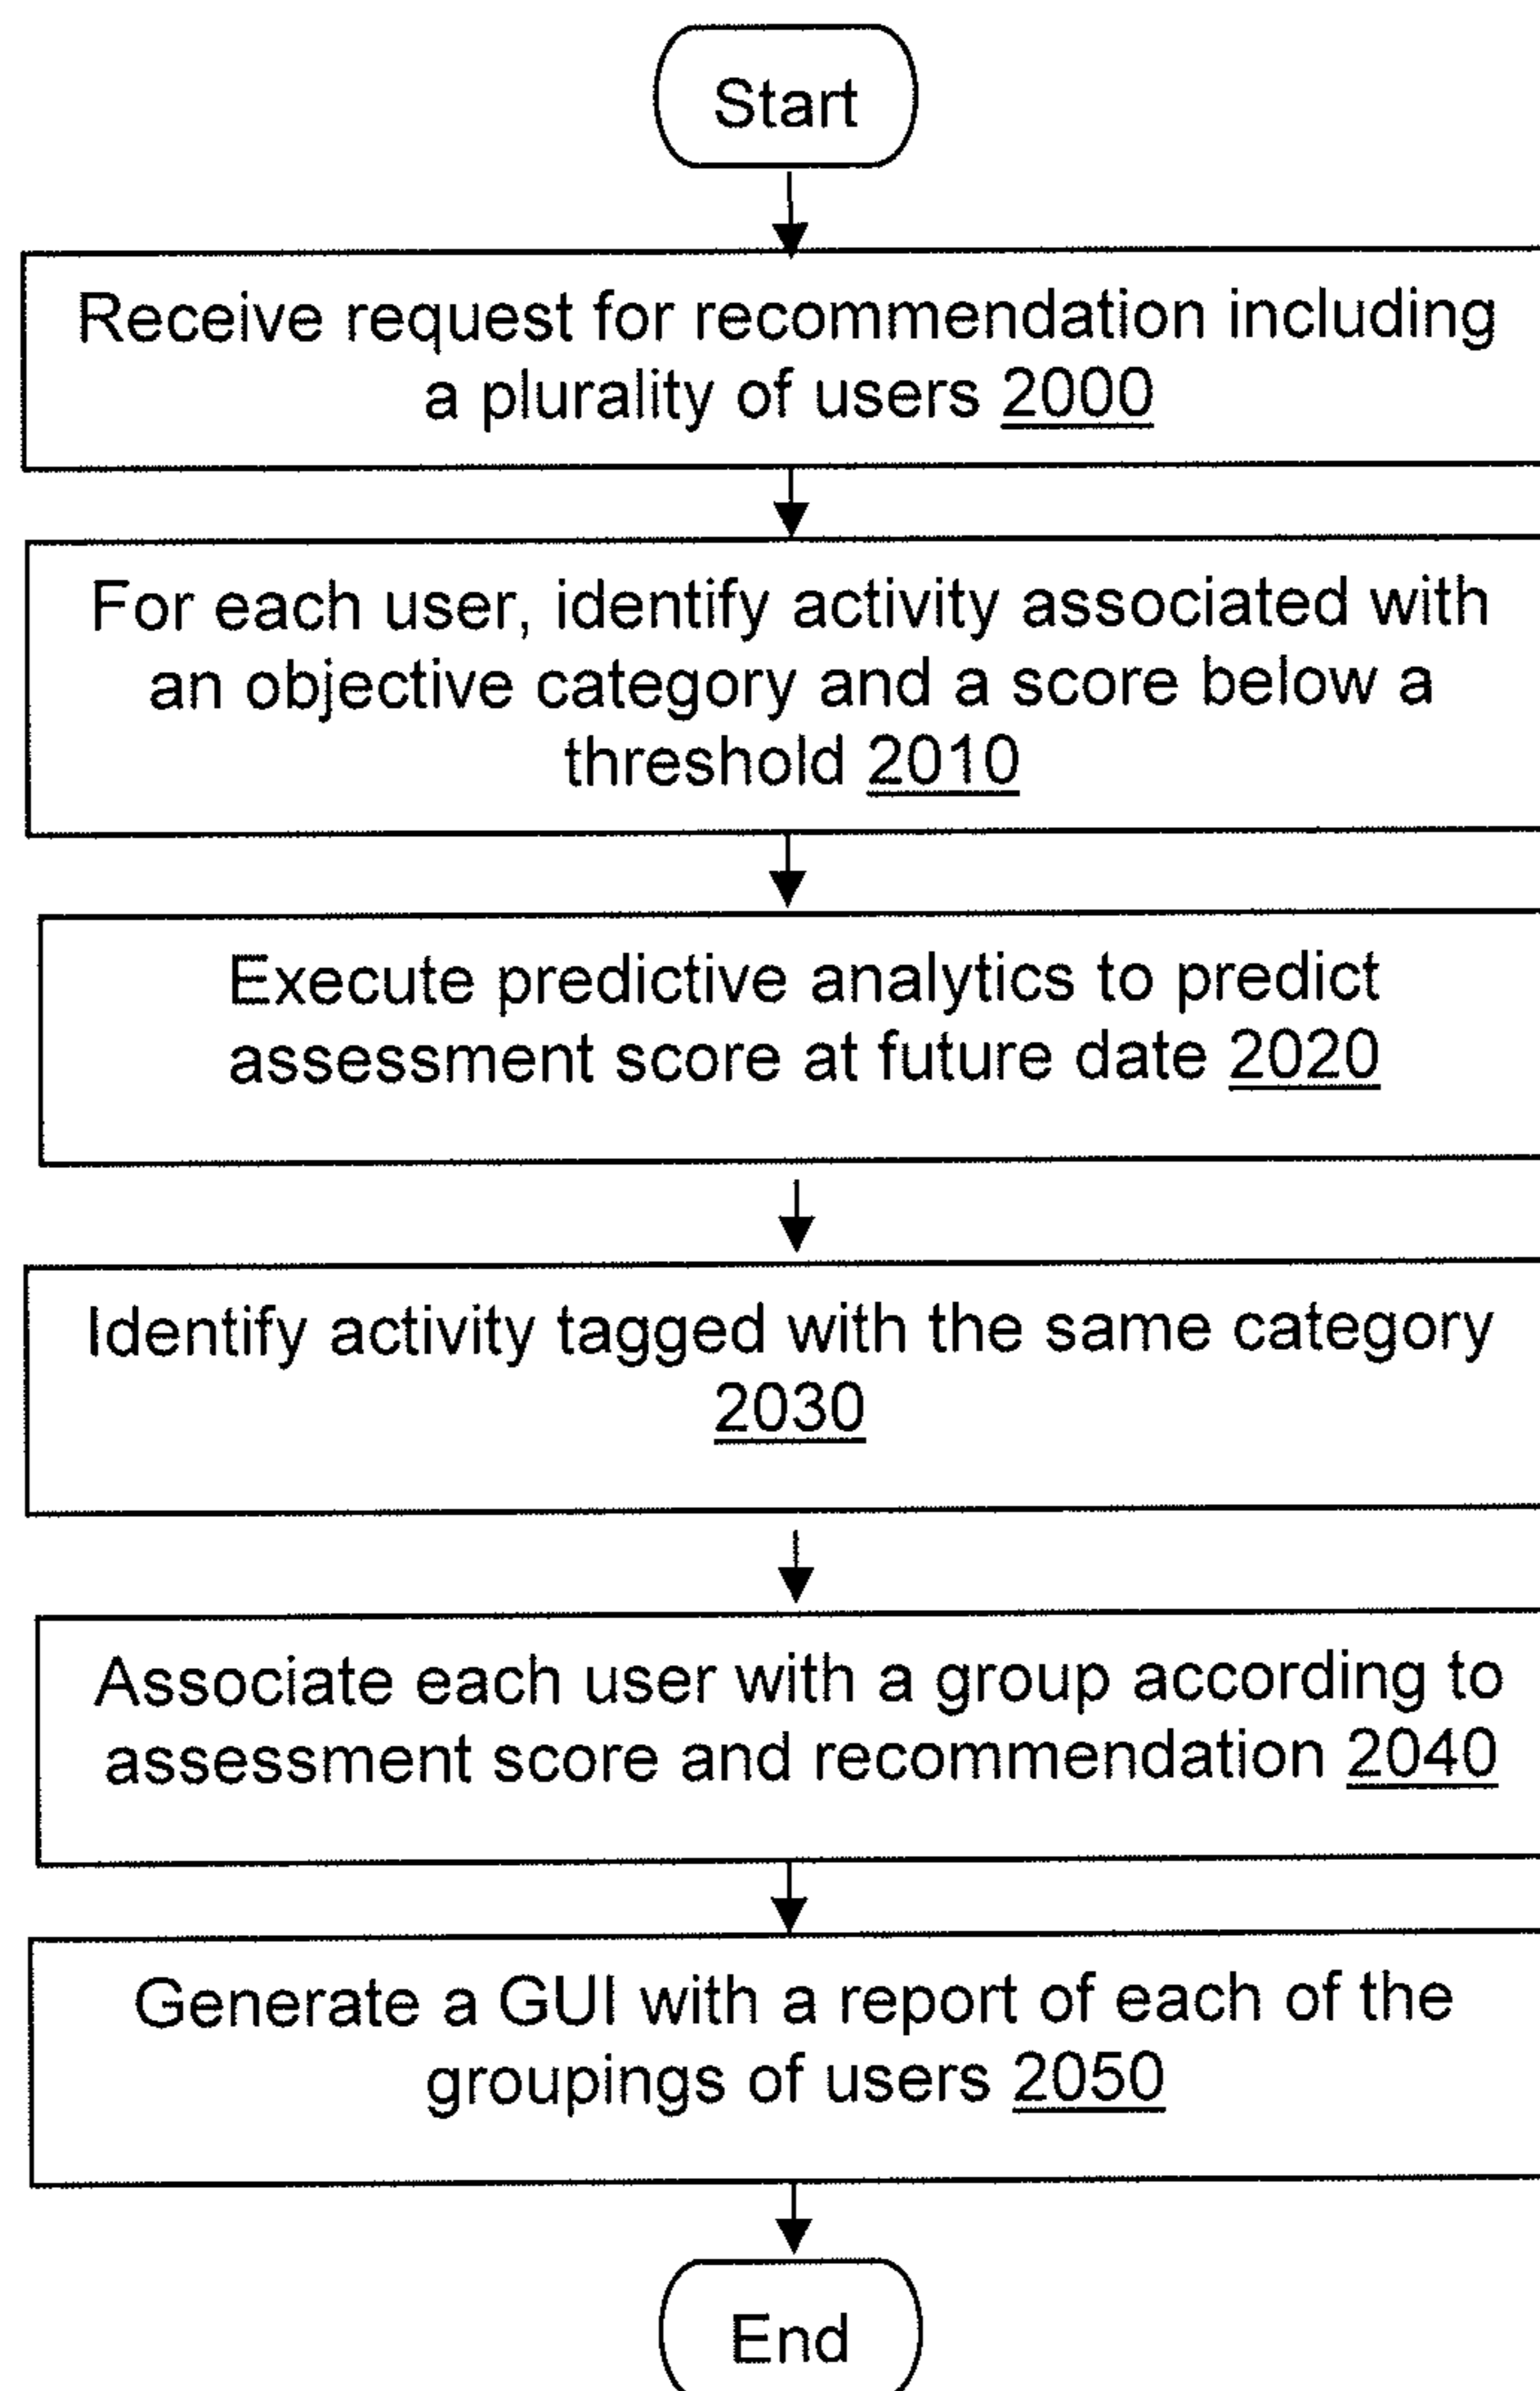 Start
Receive request for recommendation including
a plurality of users 2000
For each user, identify activity associated with
an objective category and a score below a
threshold 2010
Execute predictive analytics to predict
assessment score at future date 2020
Identify activity tagged with the same category
2030
Associate each user with a group according to
assessment score and recommendation 2040
Generate a GUI with a report of each of the
groupings of users 2050
End